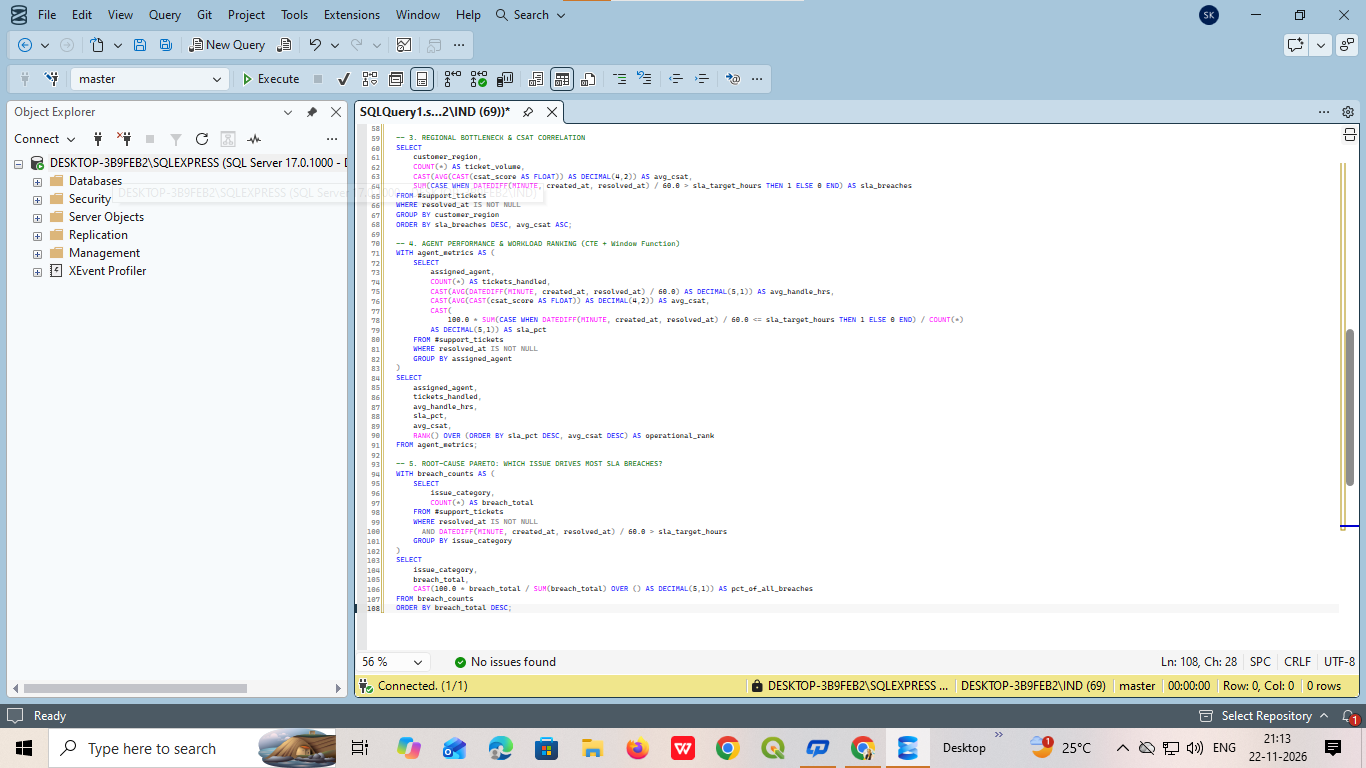 File Edit View Query Git Project Tools Extensions Window Help Search SK
New Query
master Execute
Object Explorer
Connect
DESKTOP-3B9FEB2\SQLEXPRESS (SQL Server 17.0.1000 - D
Databases
Security
Server Objects
Replication
Management
XEvent Profiler
SQLQuery1.s...2\IND (69))*
58
59 -- 3. REGIONAL BOTTLENECK & CSAT CORRELATION
60 SELECT
61 customer_region,
62 COUNT(*) AS ticket_volume,
63 CAST(AVG(CAST(csat_score AS FLOAT)) AS DECIMAL(4,2)) AS avg_csat,
64 SUM(CASE WHEN DATEDIFF(MINUTE, created_at, resolved_at) / 60.0 > sla_target_hours THEN 1 ELSE 0 END) AS sla_breaches
65 FROM #support_tickets
66 WHERE resolved_at IS NOT NULL
67 GROUP BY customer_region
68 ORDER BY sla_breaches DESC, avg_csat ASC;
69
70 -- 4. AGENT PERFORMANCE & WORKLOAD RANKING (CTE + Window Function)
71 WITH agent_metrics AS (
72 SELECT
73 assigned_agent,
74 COUNT(*) AS tickets_handled,
75 CAST(AVG(DATEDIFF(MINUTE, created_at, resolved_at) / 60.0) AS DECIMAL(5,1)) AS avg_handle_hrs,
76 CAST(AVG(CAST(csat_score AS FLOAT)) AS DECIMAL(4,2)) AS avg_csat,
77 CAST(
78 100.0 * SUM(CASE WHEN DATEDIFF(MINUTE, created_at, resolved_at) / 60.0 <= sla_target_hours THEN 1 ELSE 0 END) / COUNT(*)
79 AS DECIMAL(5,1)) AS sla_pct
80 FROM #support_tickets
81 WHERE resolved_at IS NOT NULL
82 GROUP BY assigned_agent
83 )
84 SELECT
85 assigned_agent,
86 tickets_handled,
87 avg_handle_hrs,
88 sla_pct,
89 avg_csat,
90 RANK() OVER (ORDER BY sla_pct DESC, avg_csat DESC) AS operational_rank
91 FROM agent_metrics;
92
93 -- 5. ROOT-CAUSE PARETO: WHICH ISSUE DRIVES MOST SLA BREACHES?
94 WITH breach_counts AS (
95 SELECT
96 issue_category,
97 COUNT(*) AS breach_total
98 FROM #support_tickets
99 WHERE resolved_at IS NOT NULL
100 AND DATEDIFF(MINUTE, created_at, resolved_at) / 60.0 > sla_target_hours
101 GROUP BY issue_category
102 )
103 SELECT
104 issue_category,
105 breach_total,
106 CAST(100.0 * breach_total / SUM(breach_total) OVER () AS DECIMAL(5,1)) AS pct_of_all_breaches
107 FROM breach_counts
108 ORDER BY breach_total DESC;
56 % No issues found Ln: 108, Ch: 28 SPC CRLF UTF-8
Connected. (1/1) DESKTOP-3B9FEB2\SQLEXPRESS ... DESKTOP-3B9FEB2\IND (69) master 00:00:00 Row: 0, Col: 0 0 rows
Ready Select Repository 1
Type here to search Desktop 1 25°C ENG 21:13
22-11-2026